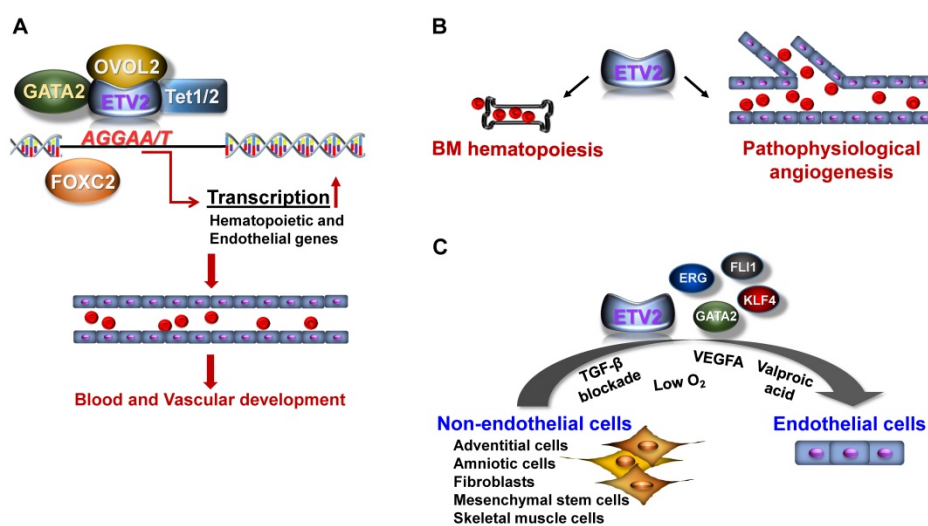 A
OVOL2
GATA2
ETV2
Tet1/2
AGGAA/T
FOXC2
Transcription
Hematopoietic and
Endothelial genes
Blood and Vascular development
B
ETV2
BM hematopoiesis
Pathophysiological
angiogenesis
C
ERG
FLI1
KLF4
GATA2
ETV2
TGF-β
blockade
Low O₂
VEGFA
Valproic
acid
Non-endothelial cells
Adventitial cells
Amniotic cells
Fibroblasts
Mesenchymal stem cells
Skeletal muscle cells
Endothelial cells